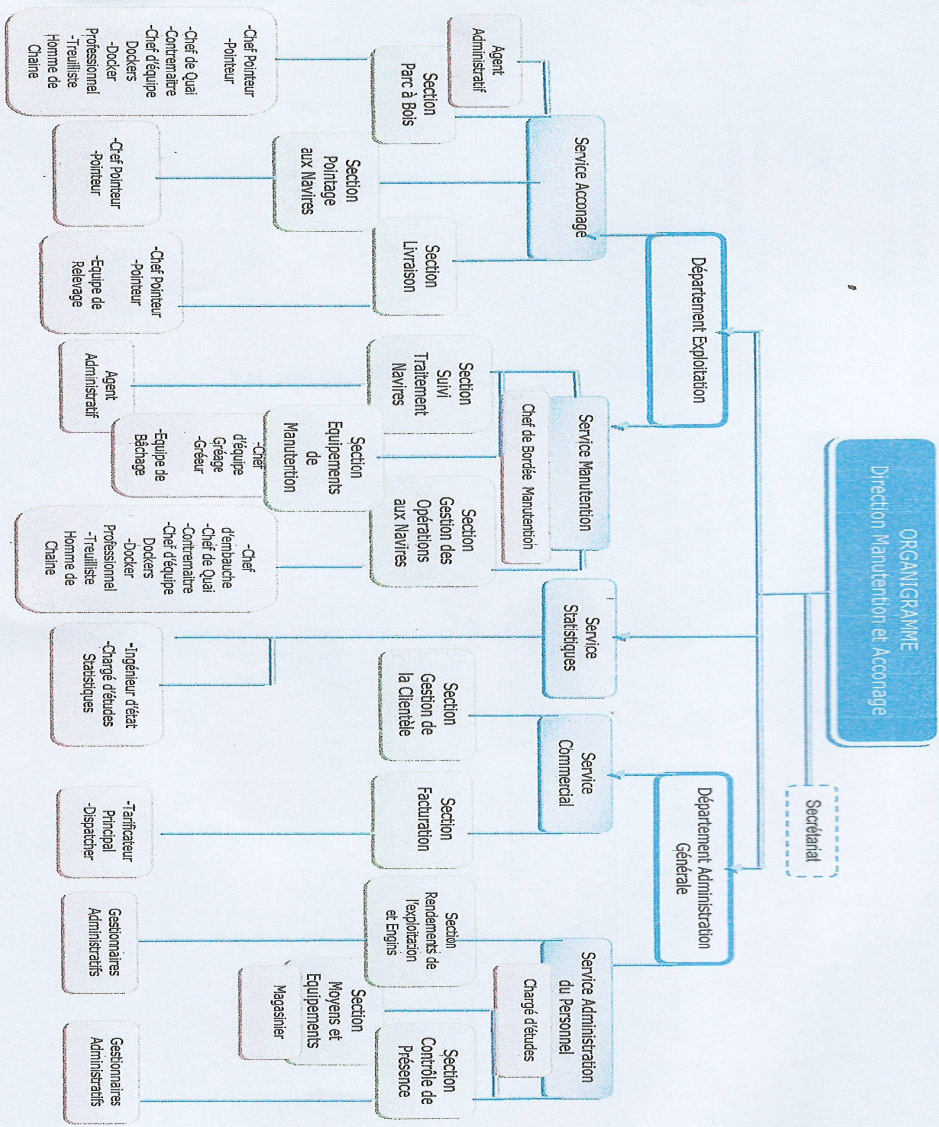 ORGANIGRAMME
Direction Manutention et Acconage
Secrétariat
Département Exploitation
Département Administration
Générale
Service Acconage
Service Manutention
Service
Statistiques
Service
Commercial
Service Administration
du Personnel
Agent
Administratif
Chef de Bordée Manutention
Chargé d'études
Section
Parc à Bois
Section
Pointage
aux Navires
Section
Livraison
Section
Suivi
Traitement
Navires
Section
Equipements
de
Manutention
Section
Gestion des
Opérations
aux Navires
Section
Gestion de
la Clientèle
Section
Facturation
Section
Rendements de
l'exploitation
et Engins
Section
Moyens et
Equipements
Magasinier
Section
Contrôle de
Présence
-Chef Pointeur
-Pointeur
-Chef de Quai
-Contremaître
-Chef d'équipe
Dockers
-Docker
Professionnel
-Treuilliste
Homme de
Chaine
-Chef Pointeur
-Pointeur
-Chef Pointeur
-Pointeur
-Equipe de
Relevage
Agent
Administratif
-Chef
d'équipe
Gréage
-Gréeur
-Equipe de
Bâchage
-Chef
d'embauche
-Chef de Quai
-Contremaitre
-Chef d'équipe
Dockers
-Docker
Professionnel
-Treuilliste
Homme de
Chaine
-Ingénieur d'état
-Chargé d'études
Statistiques
-Tarificateur
Principal
-Dispatcher
Gestionnaires
Administratifs
Gestionnaires
Administratifs